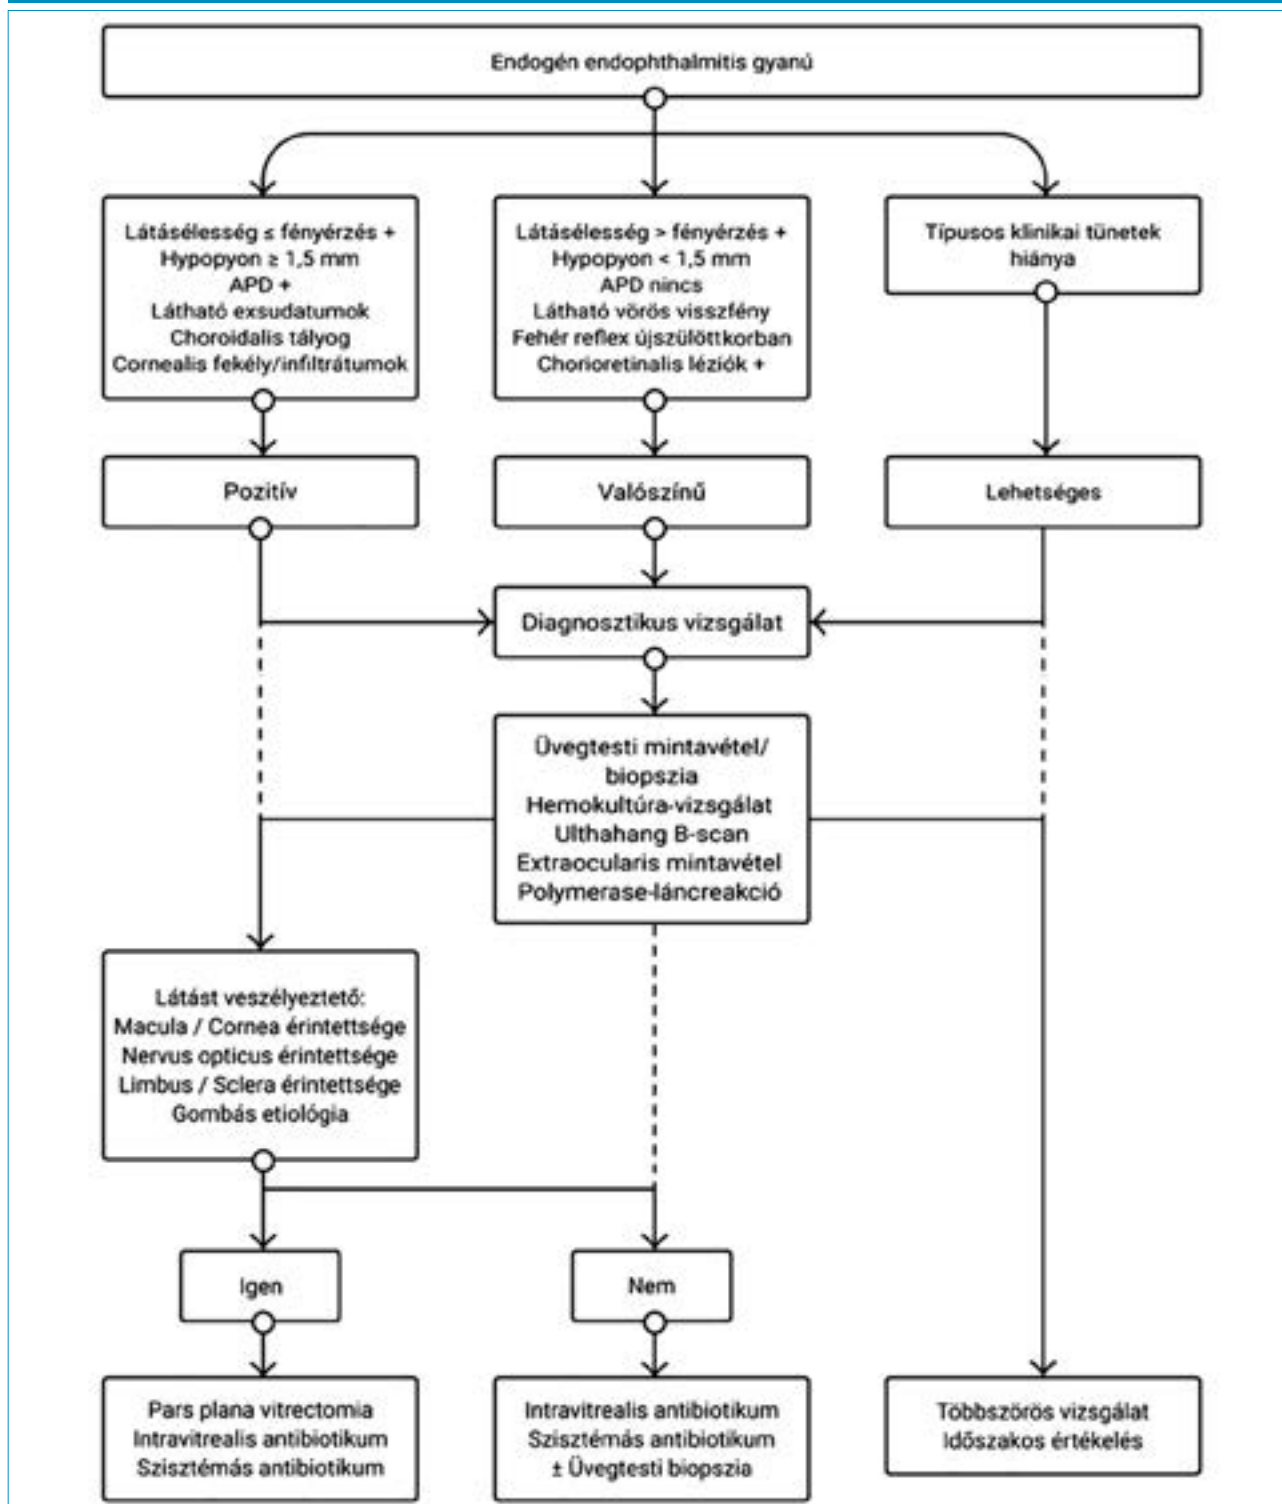 Endogén endophthalmitis gyanú
Látásélesség ≤ fényérzés +
Hypopyon ≥ 1,5 mm
APD +
Látható exsudatumok
Choroidalis tályog
Cornealis fekély/infiltrátumok
Látásélesség > fényérzés +
Hypopyon < 1,5 mm
APD nincs
Látható vörös visszfény
Fehér reflex újszülöttkorban
Chorioretinalis léziók +
Típusos klinikai tünetek
hiánya
Pozitív
Valószínű
Lehetséges
Diagnosztikus vizsgálat
Üvegtesti mintavétel/
biopszia
Hemokultúra-vizsgálat
Ulthahang B-scan
Extraocularis mintavétel
Polymerase-láncreakció
Látást veszélyeztető:
Macula / Cornea érintettsége
Nervus opticus érintettsége
Limbus / Sclera érintettsége
Gombás etiológia
Igen
Nem
Pars plana vitrectomia
Intravitrealis antibiotikum
Szisztémás antibiotikum
Intravitrealis antibiotikum
Szisztémás antibiotikum
± Üvegtesti biopszia
Többszörös vizsgálat
Időszakos értékelés